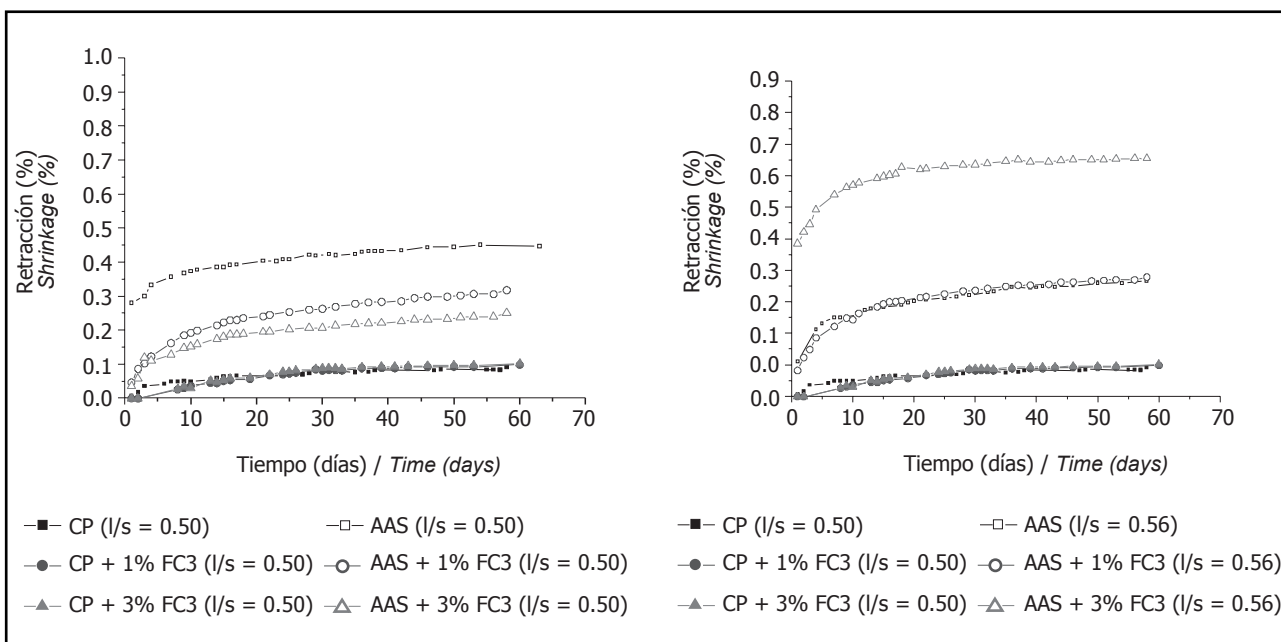 1.0
0.9
0.8
0.7
0.6
0.5
0.4
0.3
0.2
0.1
0.0
0 10 20 30 40 50 60 70
Retracción (%)
Shrinkage (%)
Tiempo (días) / Time (days)
CP (l/s = 0.50)
AAS (l/s = 0.50)
CP + 1% FC3 (l/s = 0.50)
AAS + 1% FC3 (l/s = 0.50)
CP + 3% FC3 (l/s = 0.50)
AAS + 3% FC3 (l/s = 0.50)
0.9
0.8
0.7
0.6
0.5
0.4
0.3
0.2
0.1
0.0
0.0
0 10 20 30 40 50 60 70
Retracción (%)
Shrinkage (%)
Tiempo (días) / Time (days)
CP (l/s = 0.50)
AAS (l/s = 0.56)
CP + 1% FC3 (l/s = 0.50)
AAS + 1% FC3 (l/s = 0.56)
CP + 3% FC3 (l/s = 0.50)
AAS + 3% FC3 (l/s = 0.56)